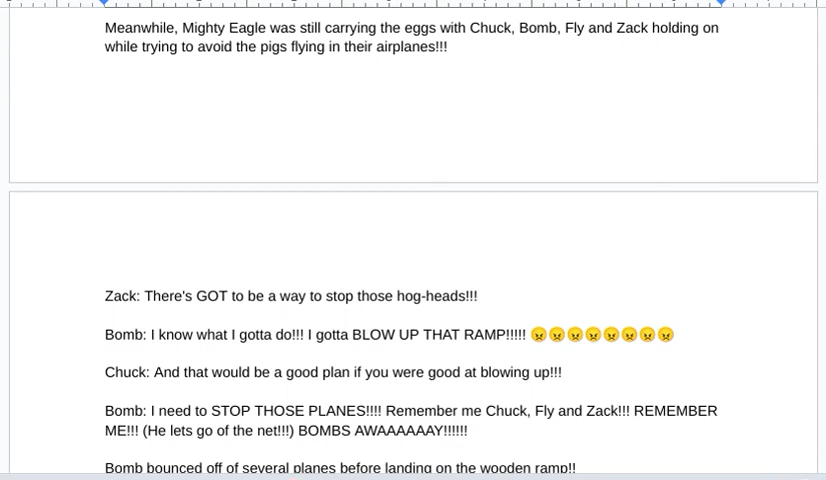 Meanwhile, Mighty Eagle was still carrying the eggs with Chuck, Bomb, Fly and Zack holding on
while trying to avoid the pigs flying in their airplanes!!!
Zack: There's GOT to be a way to stop those hog-heads!!!
Bomb: I know what I gotta do!!! I gotta BLOW UP THAT RAMP!!!!! 😠😠😠😠😠😠😠😠
Chuck: And that would be a good plan if you were good at blowing up!!!
Bomb: I need to STOP THOSE PLANES!!!! Remember me Chuck, Fly and Zack!!! REMEMBER
ME!!! (He lets go of the net!!!) BOMBS AWAAAAAAY!!!!!!
Bomb bounced off of several planes before landing on the wooden ramp!!